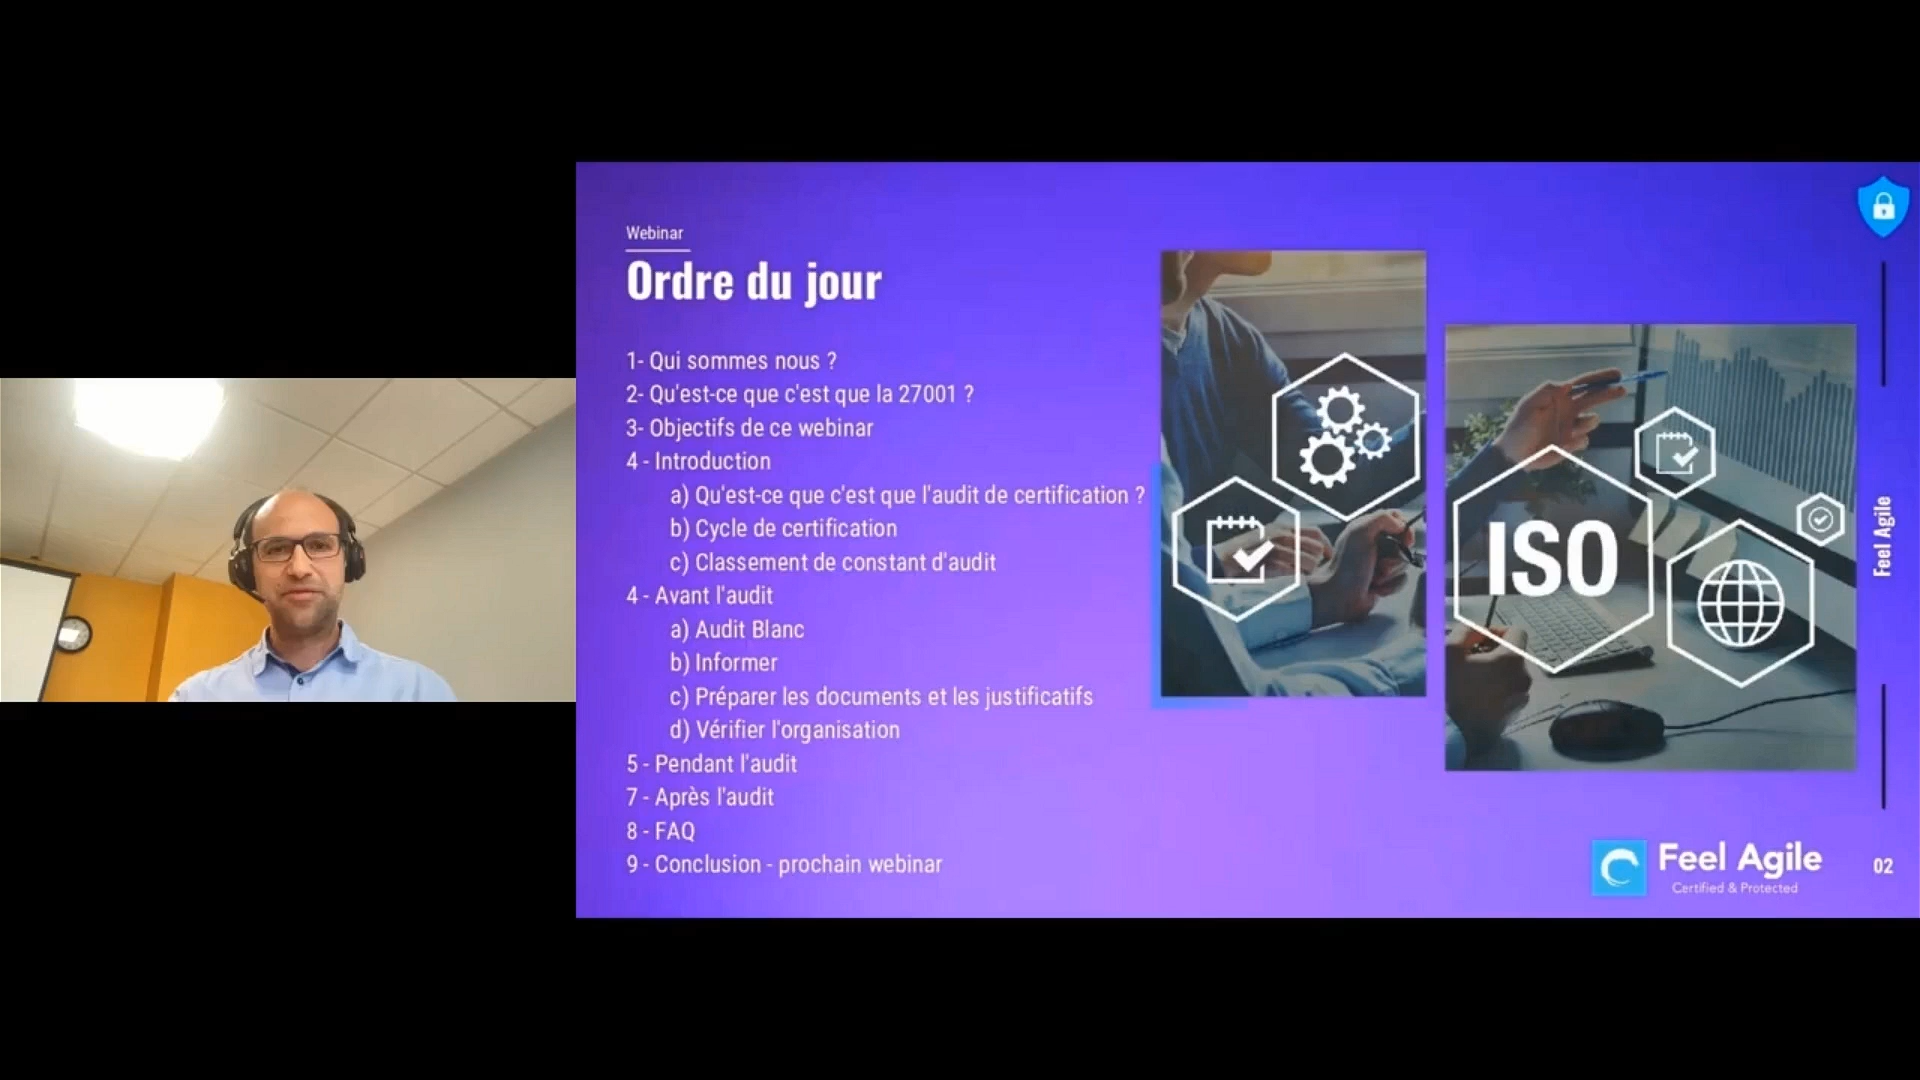 Webinar
Ordre du jour
1- Qui sommes nous ?
2- Qu'est-ce que c'est que la 27001 ?
3- Objectifs de ce webinar
4 - Introduction
a) Qu'est-ce que c'est que l'audit de certification ?
b) Cycle de certification
c) Classement de constant d'audit
4 - Avant l'audit
a) Audit Blanc
b) Informer
c) Préparer les documents et les justificatifs
d) Vérifier l'organisation
5 - Pendant l'audit
7 - Après l'audit
8 - FAQ
9 - Conclusion - prochain webinar
ISO
Feel Agile
Feel Agile
Certified & Protected
02